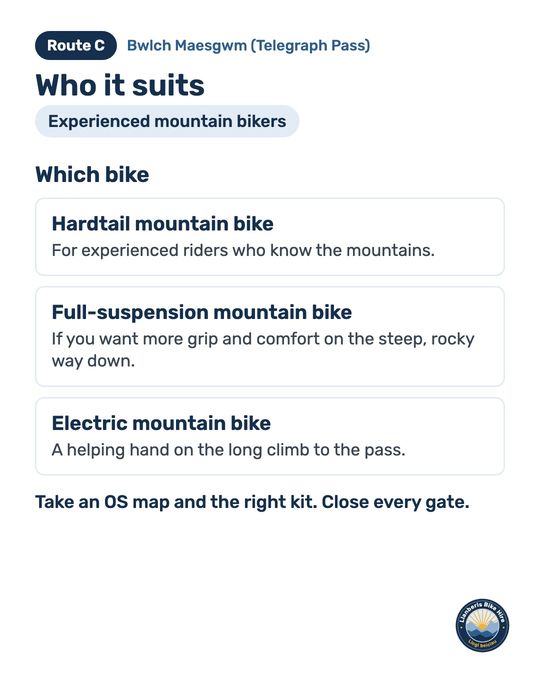 Route C
Bwlch Maesgwm (Telegraph Pass)
Who it suits
Experienced mountain bikers
Which bike
Hardtail mountain bike
For experienced riders who know the mountains.
Full-suspension mountain bike
If you want more grip and comfort on the steep, rocky
way down.
Electric mountain bike
A helping hand on the long climb to the pass.
Take an OS map and the right kit. Close every gate.
Llanberis Bike Hire
Llogi Beiciau